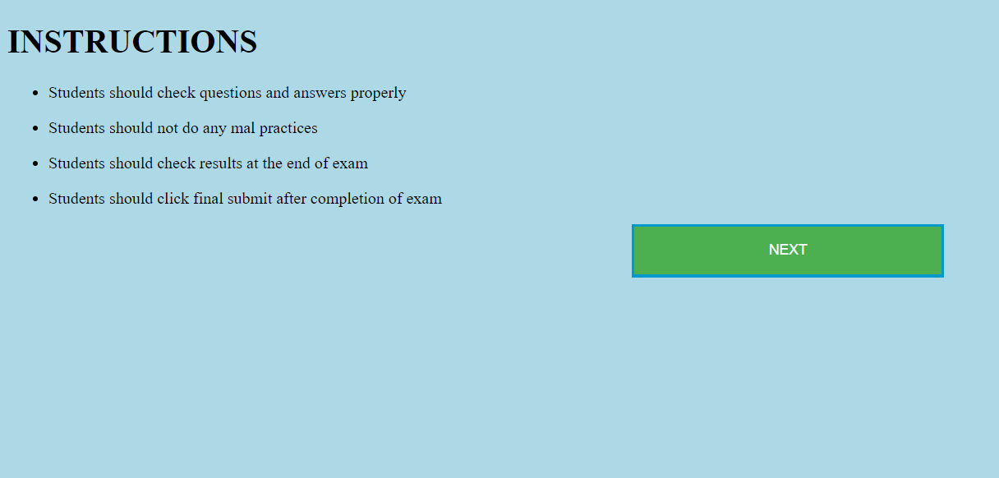 INSTRUCTIONS
Students should check questions and answers properly
Students should not do any mal practices
Students should check results at the end of exam
Students should click final submit after completion of exam
NEXT